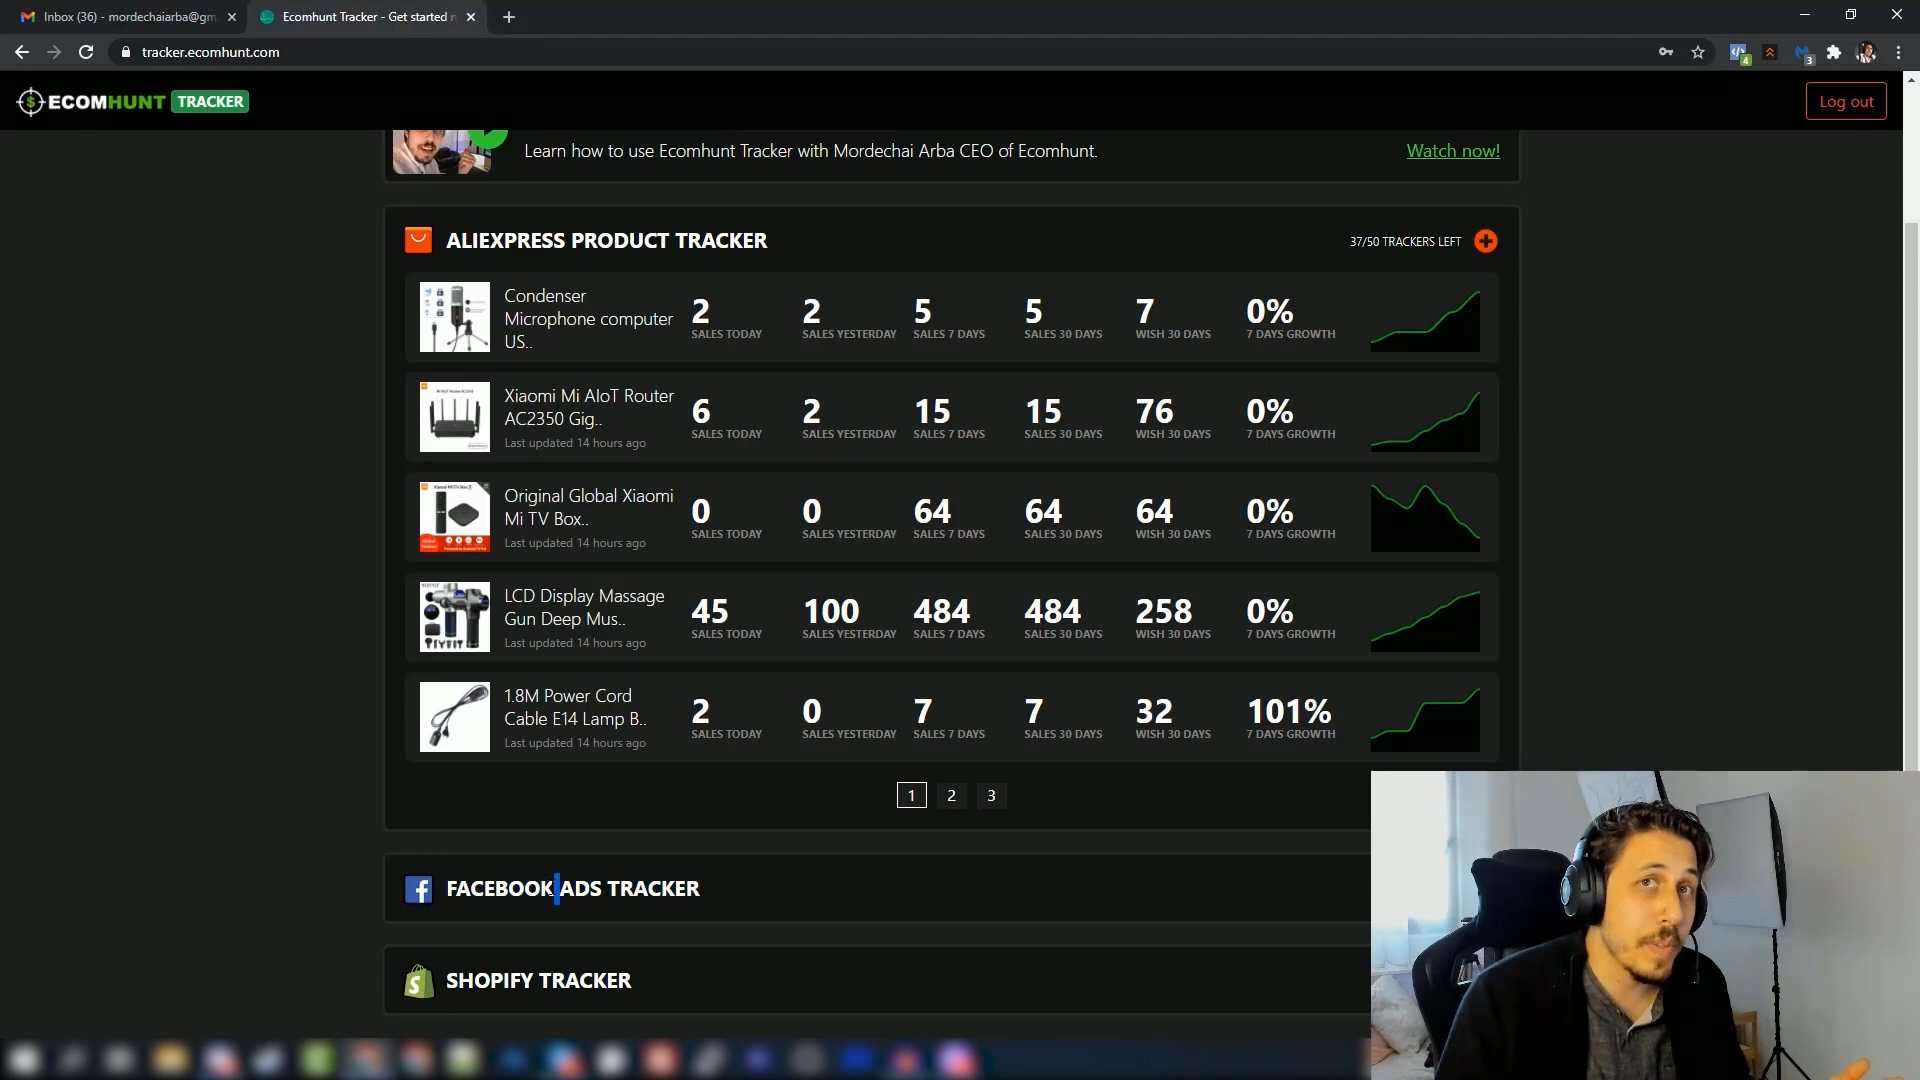 Inbox (36) - mordechaiarba@gm
Ecomhunt Tracker - Get started n
tracker.ecomhunt.com
4
3
ECOMHUNT TRACKER
Log out
Learn how to use Ecomhunt Tracker with Mordechai Arba CEO of Ecomhunt.
Watch now!
ALIEXPRESS PRODUCT TRACKER
37/50 TRACKERS LEFT
Condenser
Microphone computer
US..
2 2 5 5 7 0%
SALES TODAY SALES YESTERDAY SALES 7 DAYS SALES 30 DAYS WISH 30 DAYS 7 DAYS GROWTH
Xiaomi Mi AIoT Router
AC2350 Gig..
Last updated 14 hours ago
6 2 15 15 76 0%
SALES TODAY SALES YESTERDAY SALES 7 DAYS SALES 30 DAYS WISH 30 DAYS 7 DAYS GROWTH
Original Global Xiaomi
Mi TV Box..
Last updated 14 hours ago
0 0 64 64 64 0%
SALES TODAY SALES YESTERDAY SALES 7 DAYS SALES 30 DAYS WISH 30 DAYS 7 DAYS GROWTH
LCD Display Massage
Gun Deep Mus..
Last updated 14 hours ago
45 100 484 484 258 0%
SALES TODAY SALES YESTERDAY SALES 7 DAYS SALES 30 DAYS WISH 30 DAYS 7 DAYS GROWTH
1.8M Power Cord
Cable E14 Lamp B..
Last updated 14 hours ago
2 0 7 7 32 101%
SALES TODAY SALES YESTERDAY SALES 7 DAYS SALES 30 DAYS WISH 30 DAYS 7 DAYS GROWTH
1 2 3
FACEBOOK ADS TRACKER
SHOPIFY TRACKER